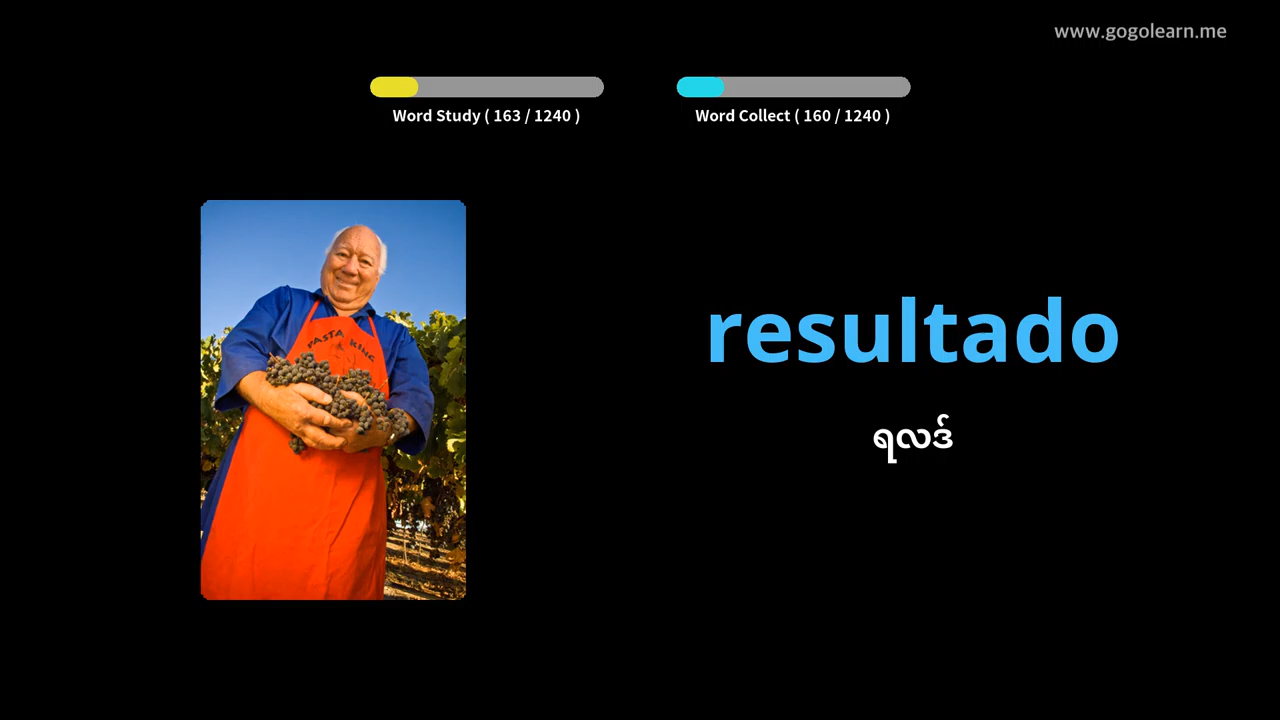 www.gogolearn.me
Word Study ( 163 / 1240 )
Word Collect ( 160 / 1240 )
PASTA KING
resultado
ရလဒ်